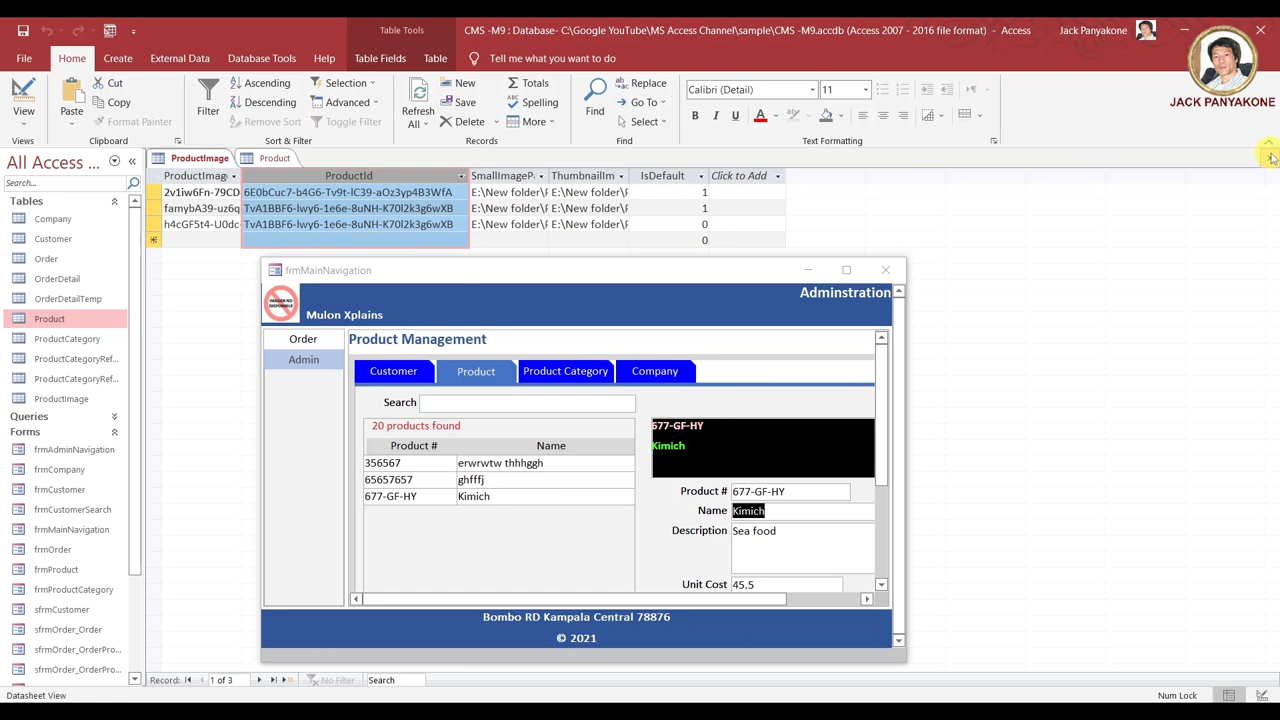 Table Tools
CMS -M9 : Database- C:\Google YouTube\MS Access Channel\sample\CMS -M9.accdb (Access 2007 - 2016 file format) - Access
Jack Panyakone
File Home Create External Data Database Tools Help Table Fields Table Tell me what you want to do
View
Views
Paste
Cut
Copy
Format Painter
Clipboard
Filter
Ascending
Descending
Remove Sort
Selection
Advanced
Toggle Filter
Sort & Filter
Refresh
All
New
Save
Delete
Totals
Spelling
More
Records
Find
Replace
Go To
Select
Find
Calibri (Detail) 11
B I U A
Text Formatting
JACK PANYAKONE
All Access ...
Search...
Tables
Company
Customer
Order
OrderDetail
OrderDetailTemp
Product
ProductCategory
ProductCategoryRef...
ProductCategoryRef...
ProductImage
Queries
Forms
frmAdminNavigation
frmCompany
frmCustomer
frmCustomerSearch
frmMainNavigation
frmOrder
frmProduct
frmProductCategory
sfrmCustomer
sfrmOrder_Order
sfrmOrder_OrderPro...
sfrmOrder_OrderPro...
ProductImage Product
ProductImag ProductId SmallImageP ThumbnailIm IsDefault Click to Add
2v1iw6Fn-79CD 6E0bCuc7-b4G6-Tv9t-lC39-aOz3yp4B3WfA E:\New folder\F E:\New folder\F 1
famybA39-uz6q TvA1BBF6-lwy6-1e6e-8uNH-K70l2k3g6wXB E:\New folder\F E:\New folder\F 1
h4cGF5t4-U0dc- TvA1BBF6-lwy6-1e6e-8uNH-K70l2k3g6wXB E:\New folder\F E:\New folder\F 0
0
frmMainNavigation
IMAGEN NO
DISPONIBLE
Adminstration
Mulon Xplains
Order
Admin
Product Management
Customer Product Product Category Company
Search
20 products found
Product # Name
356567 erwrwtw thhhggh
65657657 ghfffj
677-GF-HY Kimich
677-GF-HY
Kimich
Product # 677-GF-HY
Name Kimich
Description Sea food
Unit Cost 45.5
Bombo RD Kampala Central 78876
© 2021
Record: 1 of 3 No Filter Search
Datasheet View
Num Lock